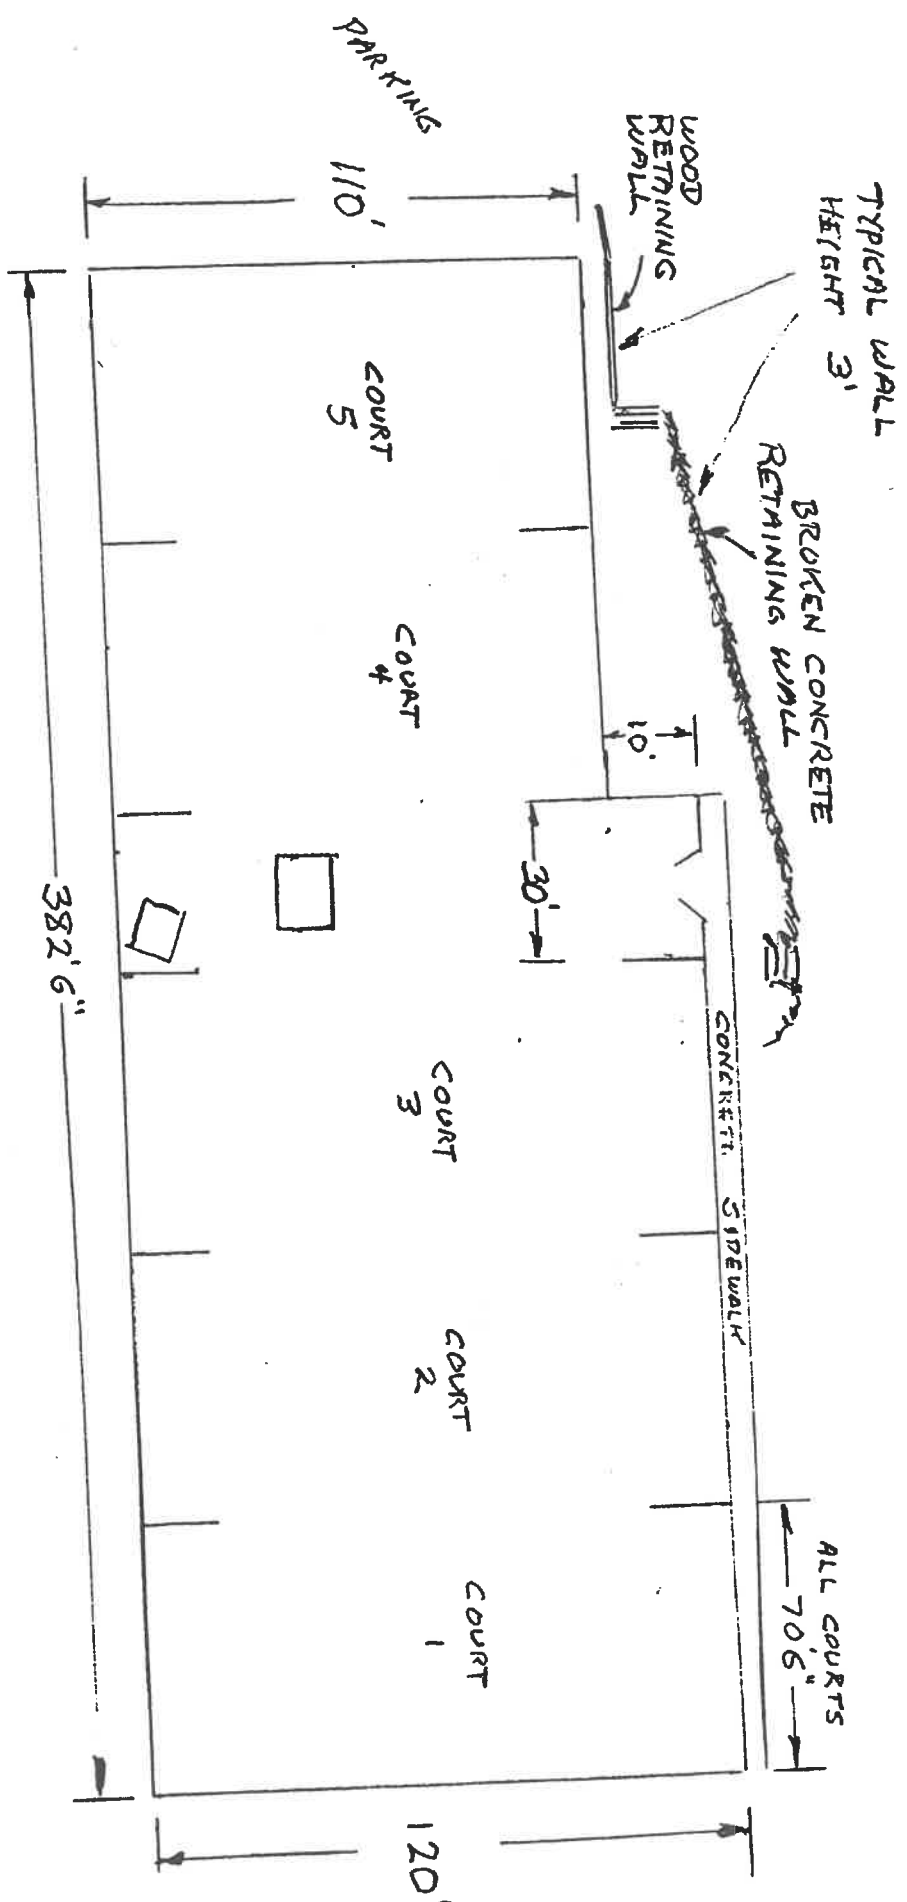 PARKING
110'
WOOD
RETAINING
WALL
TYPICAL WALL
HEIGHT 3'
BROKEN CONCRETE
RETAINING WALL
COURT
5
COURT
4
10'
30'
382'6"
CONCRETE SIDEWALK
COURT
3
COURT
2
COURT
1
ALL COURTS
70'6"
120'